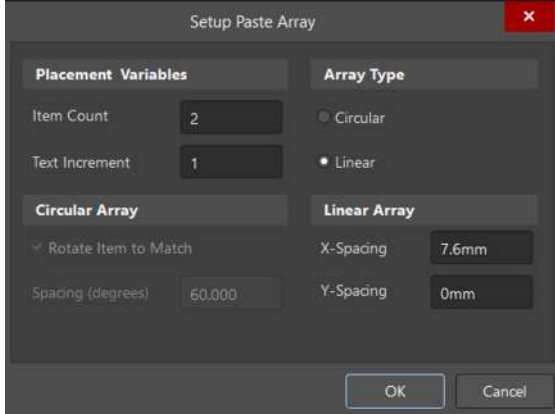 Setup Paste Array
Placement Variables
Item Count 2
Text Increment 1
Array Type
Circular
Linear
Circular Array
Rotate Item to Match
Spacing (degrees) 60.000
Linear Array
X-Spacing 7.6mm
Y-Spacing 0mm
OK Cancel